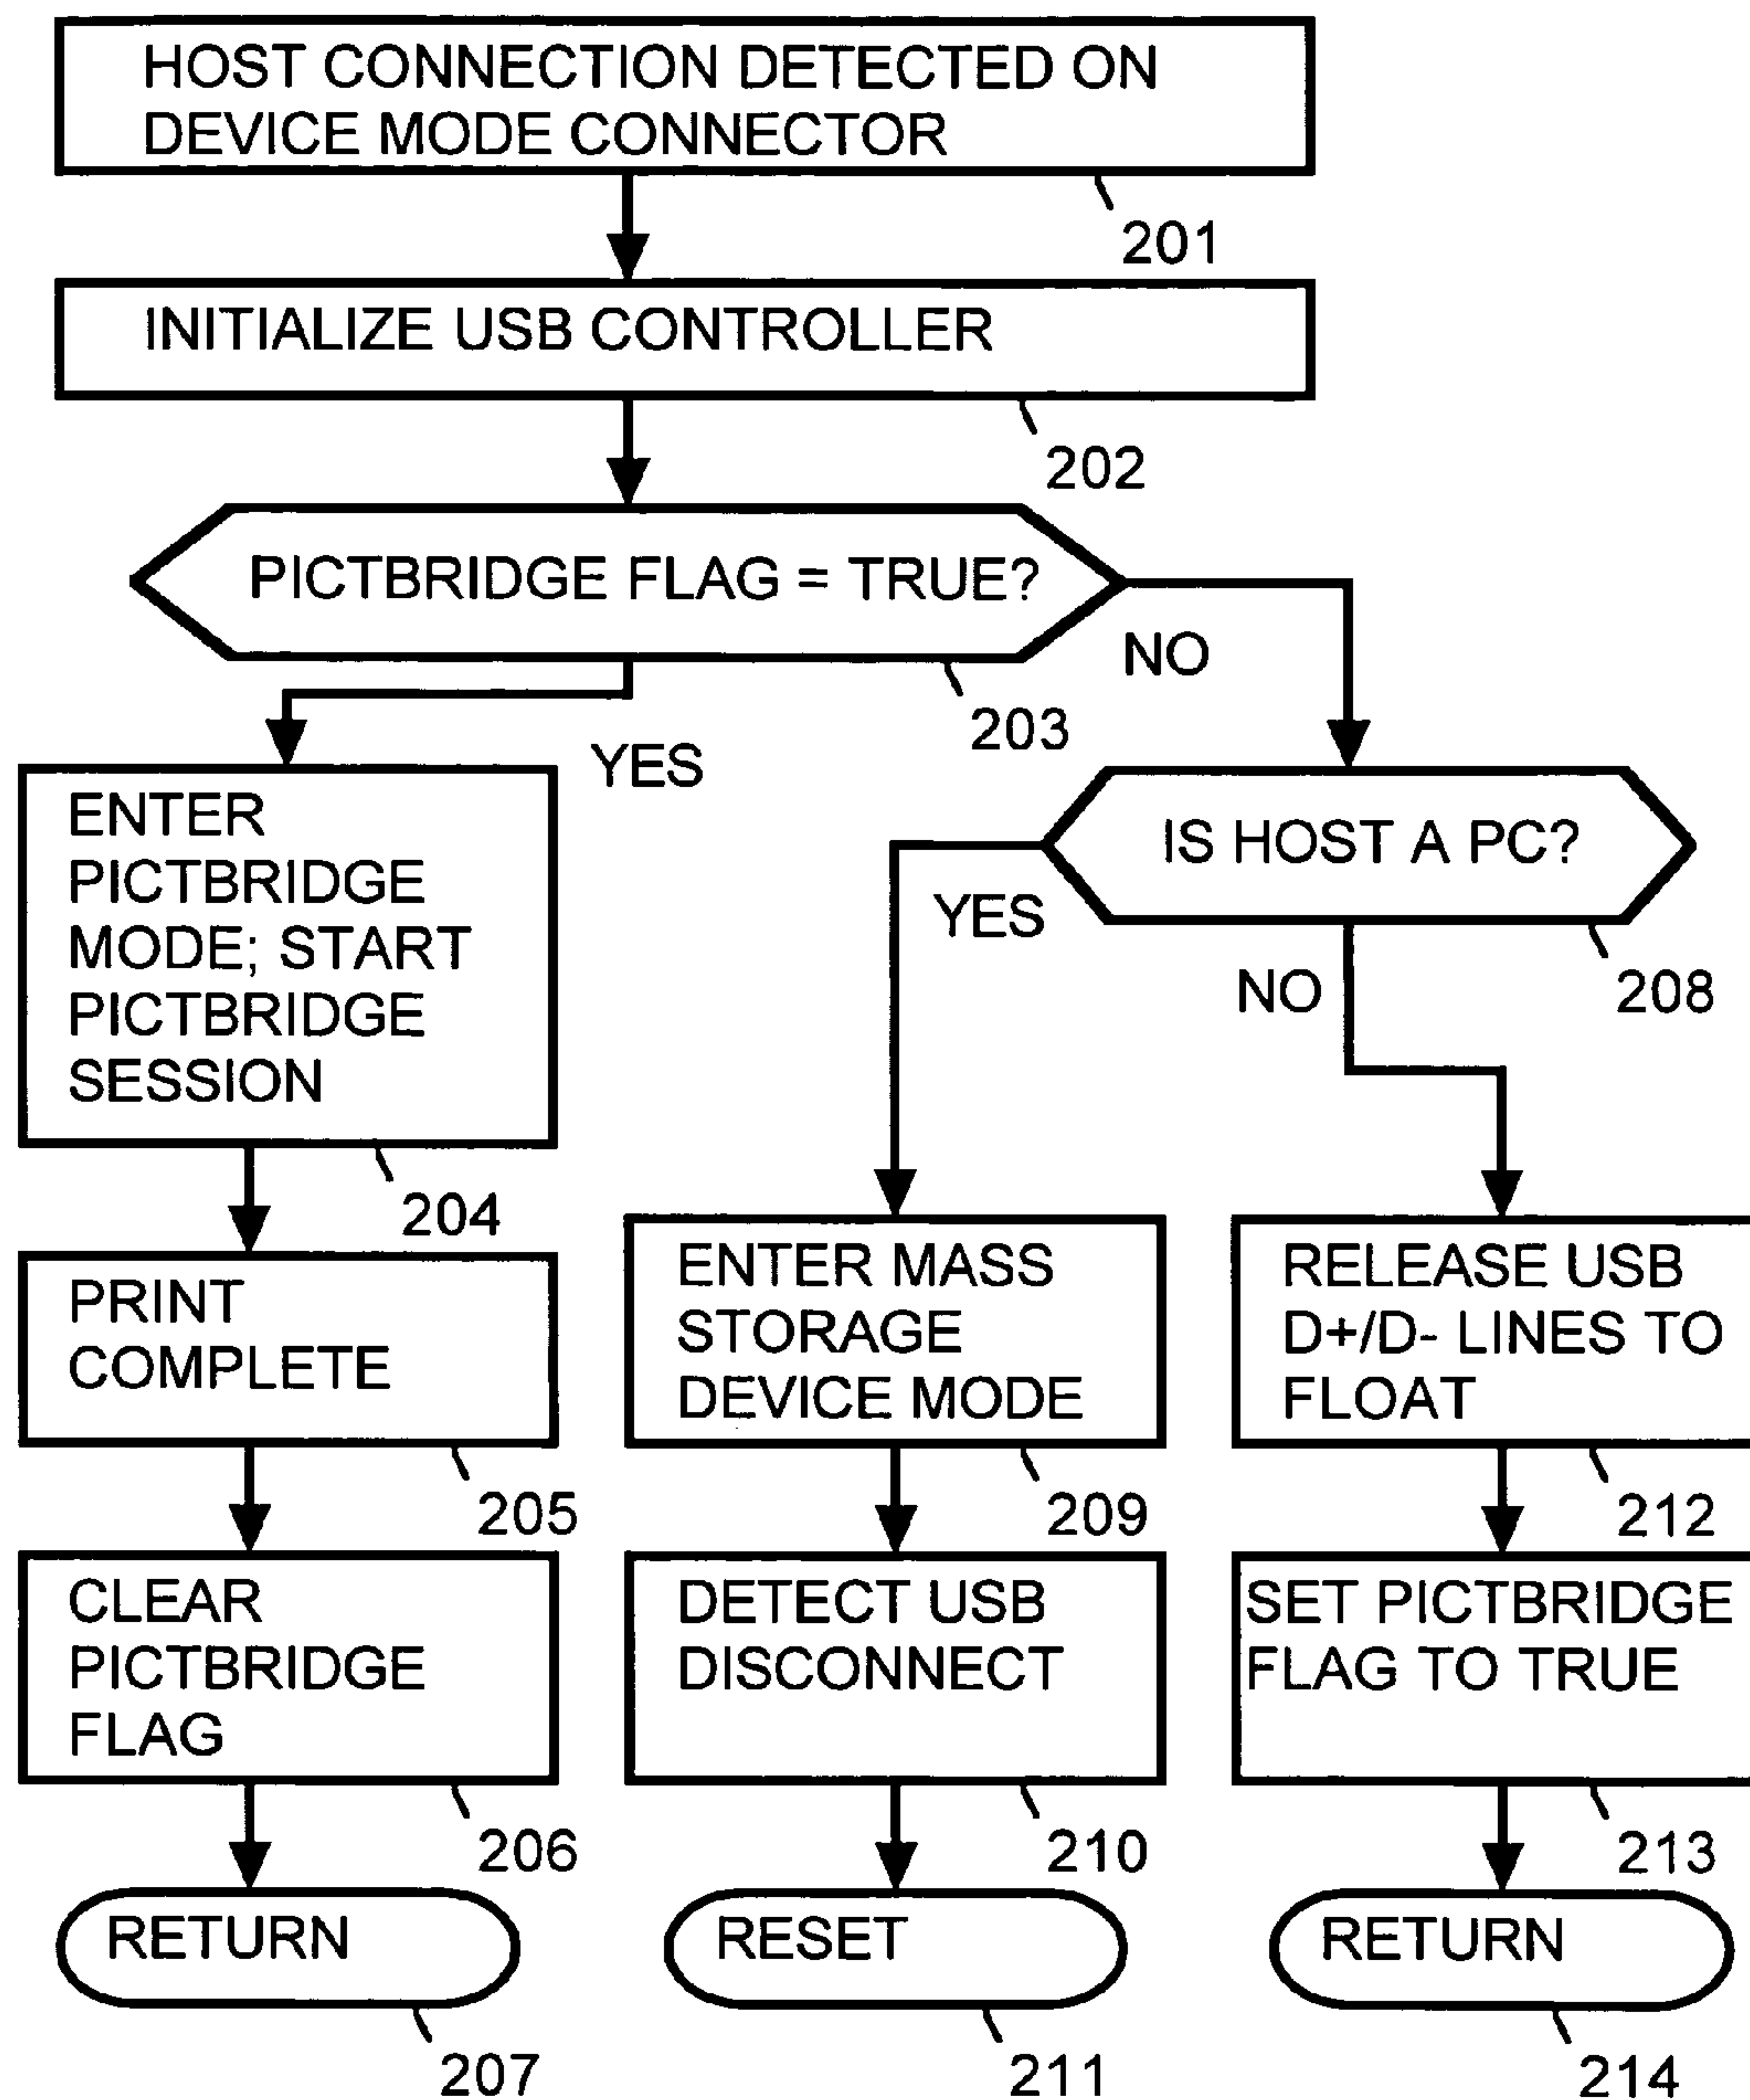 HOST CONNECTION DETECTED ON
DEVICE MODE CONNECTOR
201
INITIALIZE USB CONTROLLER
202
PICTBRIDGE FLAG = TRUE?
NO
203
YES
ENTER
PICTBRIDGE
MODE; START
PICTBRIDGE
SESSION
204
IS HOST A PC?
YES
NO
208
PRINT
COMPLETE
205
ENTER MASS
STORAGE
DEVICE MODE
209
RELEASE USB
D+/D- LINES TO
FLOAT
212
CLEAR
PICTBRIDGE
FLAG
206
DETECT USB
DISCONNECT
210
SET PICTBRIDGE
FLAG TO TRUE
213
RETURN
207
RESET
211
RETURN
214